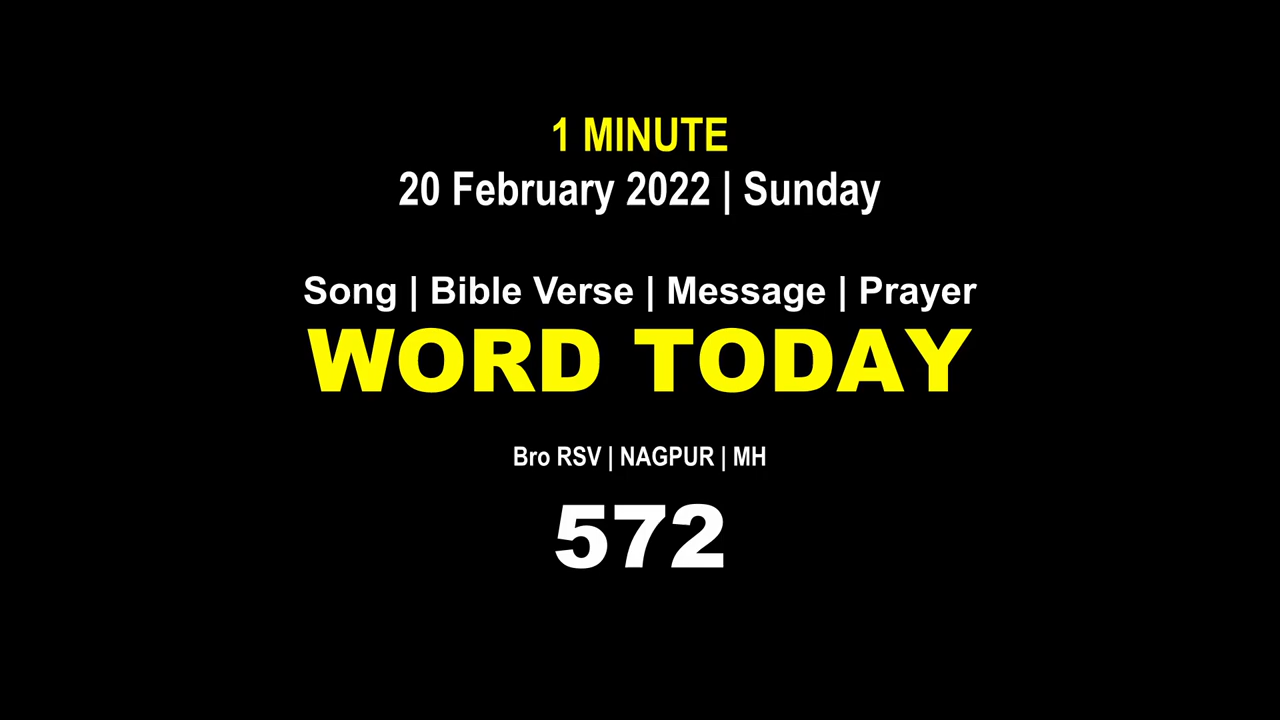 1 MINUTE
20 February 2022 | Sunday
Song | Bible Verse | Message | Prayer
WORD TODAY
Bro RSV | NAGPUR | MH
572